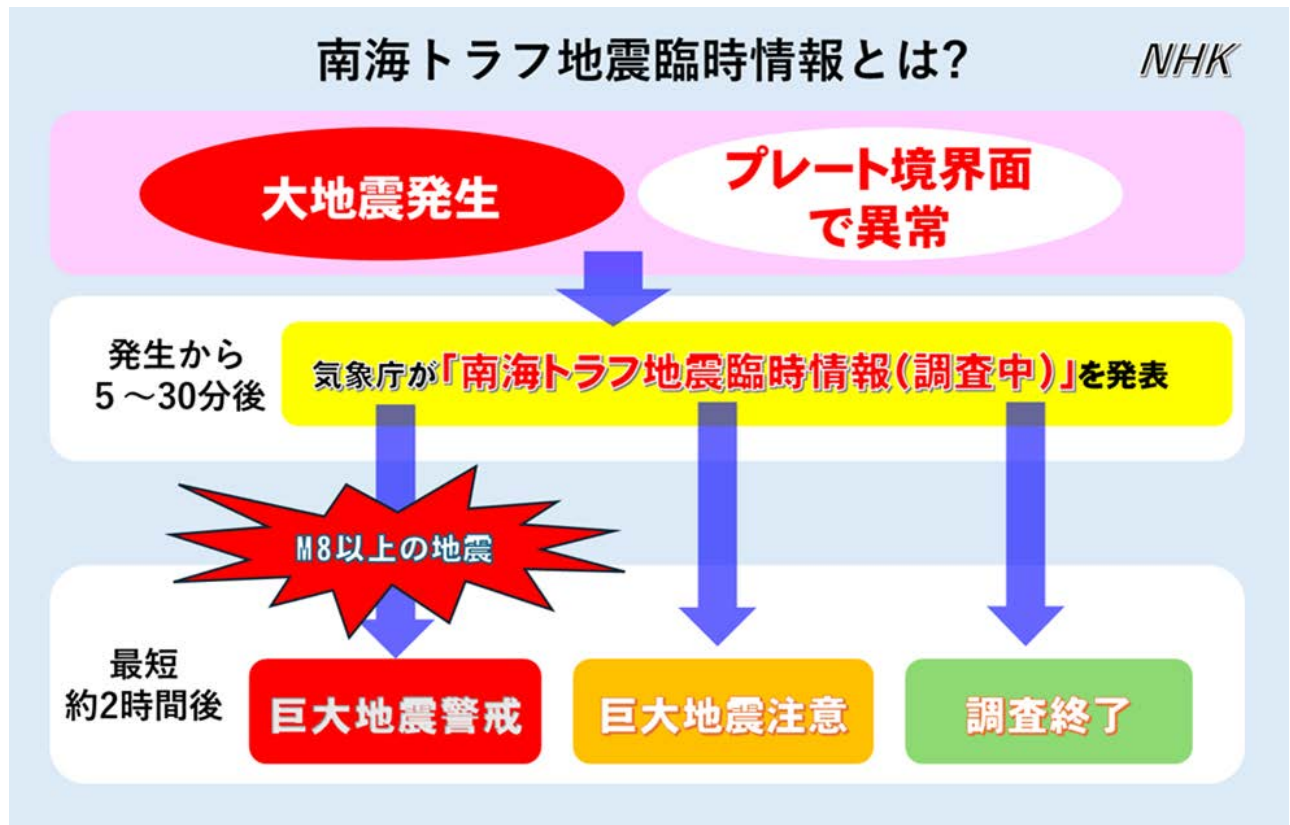 南海トラフ地震臨時情報とは?
NHK
大地震発生
プレート境界面
で異常
発生から
5～30分後
気象庁が「南海トラフ地震臨時情報(調査中)」を発表
M8以上の地震
最短
約2時間後
巨大地震警戒
巨大地震注意
調査終了